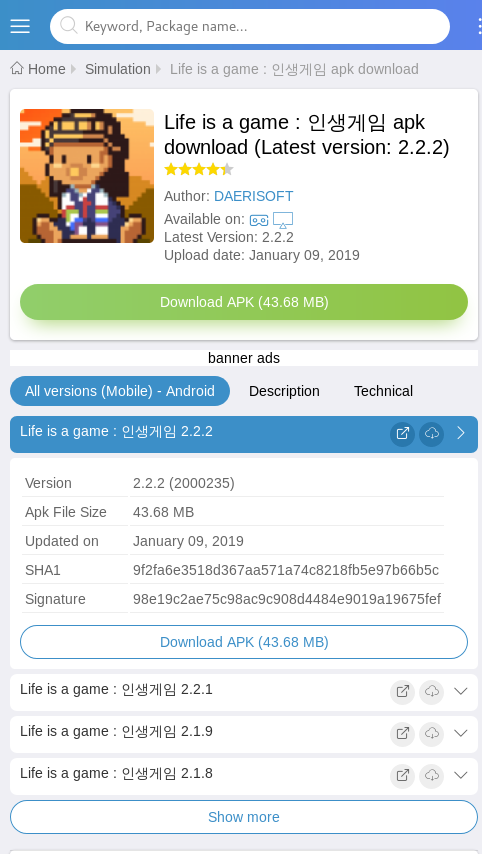 Keyword, Package name...
Home Simulation Life is a game : 인생게임 apk download
Life is a game : 인생게임 apk
download (Latest version: 2.2.2)
Author: DAERISOFT
Available on:
Latest Version: 2.2.2
Upload date: January 09, 2019
Download APK (43.68 MB)
banner ads
All versions (Mobile) - Android Description Technical
Life is a game : 인생게임 2.2.2
Version 2.2.2 (2000235)
Apk File Size 43.68 MB
Updated on January 09, 2019
SHA1 9f2fa6e3518d367aa571a74c8218fb5e97b66b5c
Signature 98e19c2ae75c98ac9c908d4484e9019a19675fef
Download APK (43.68 MB)
Life is a game : 인생게임 2.2.1
Life is a game : 인생게임 2.1.9
Life is a game : 인생게임 2.1.8
Show more